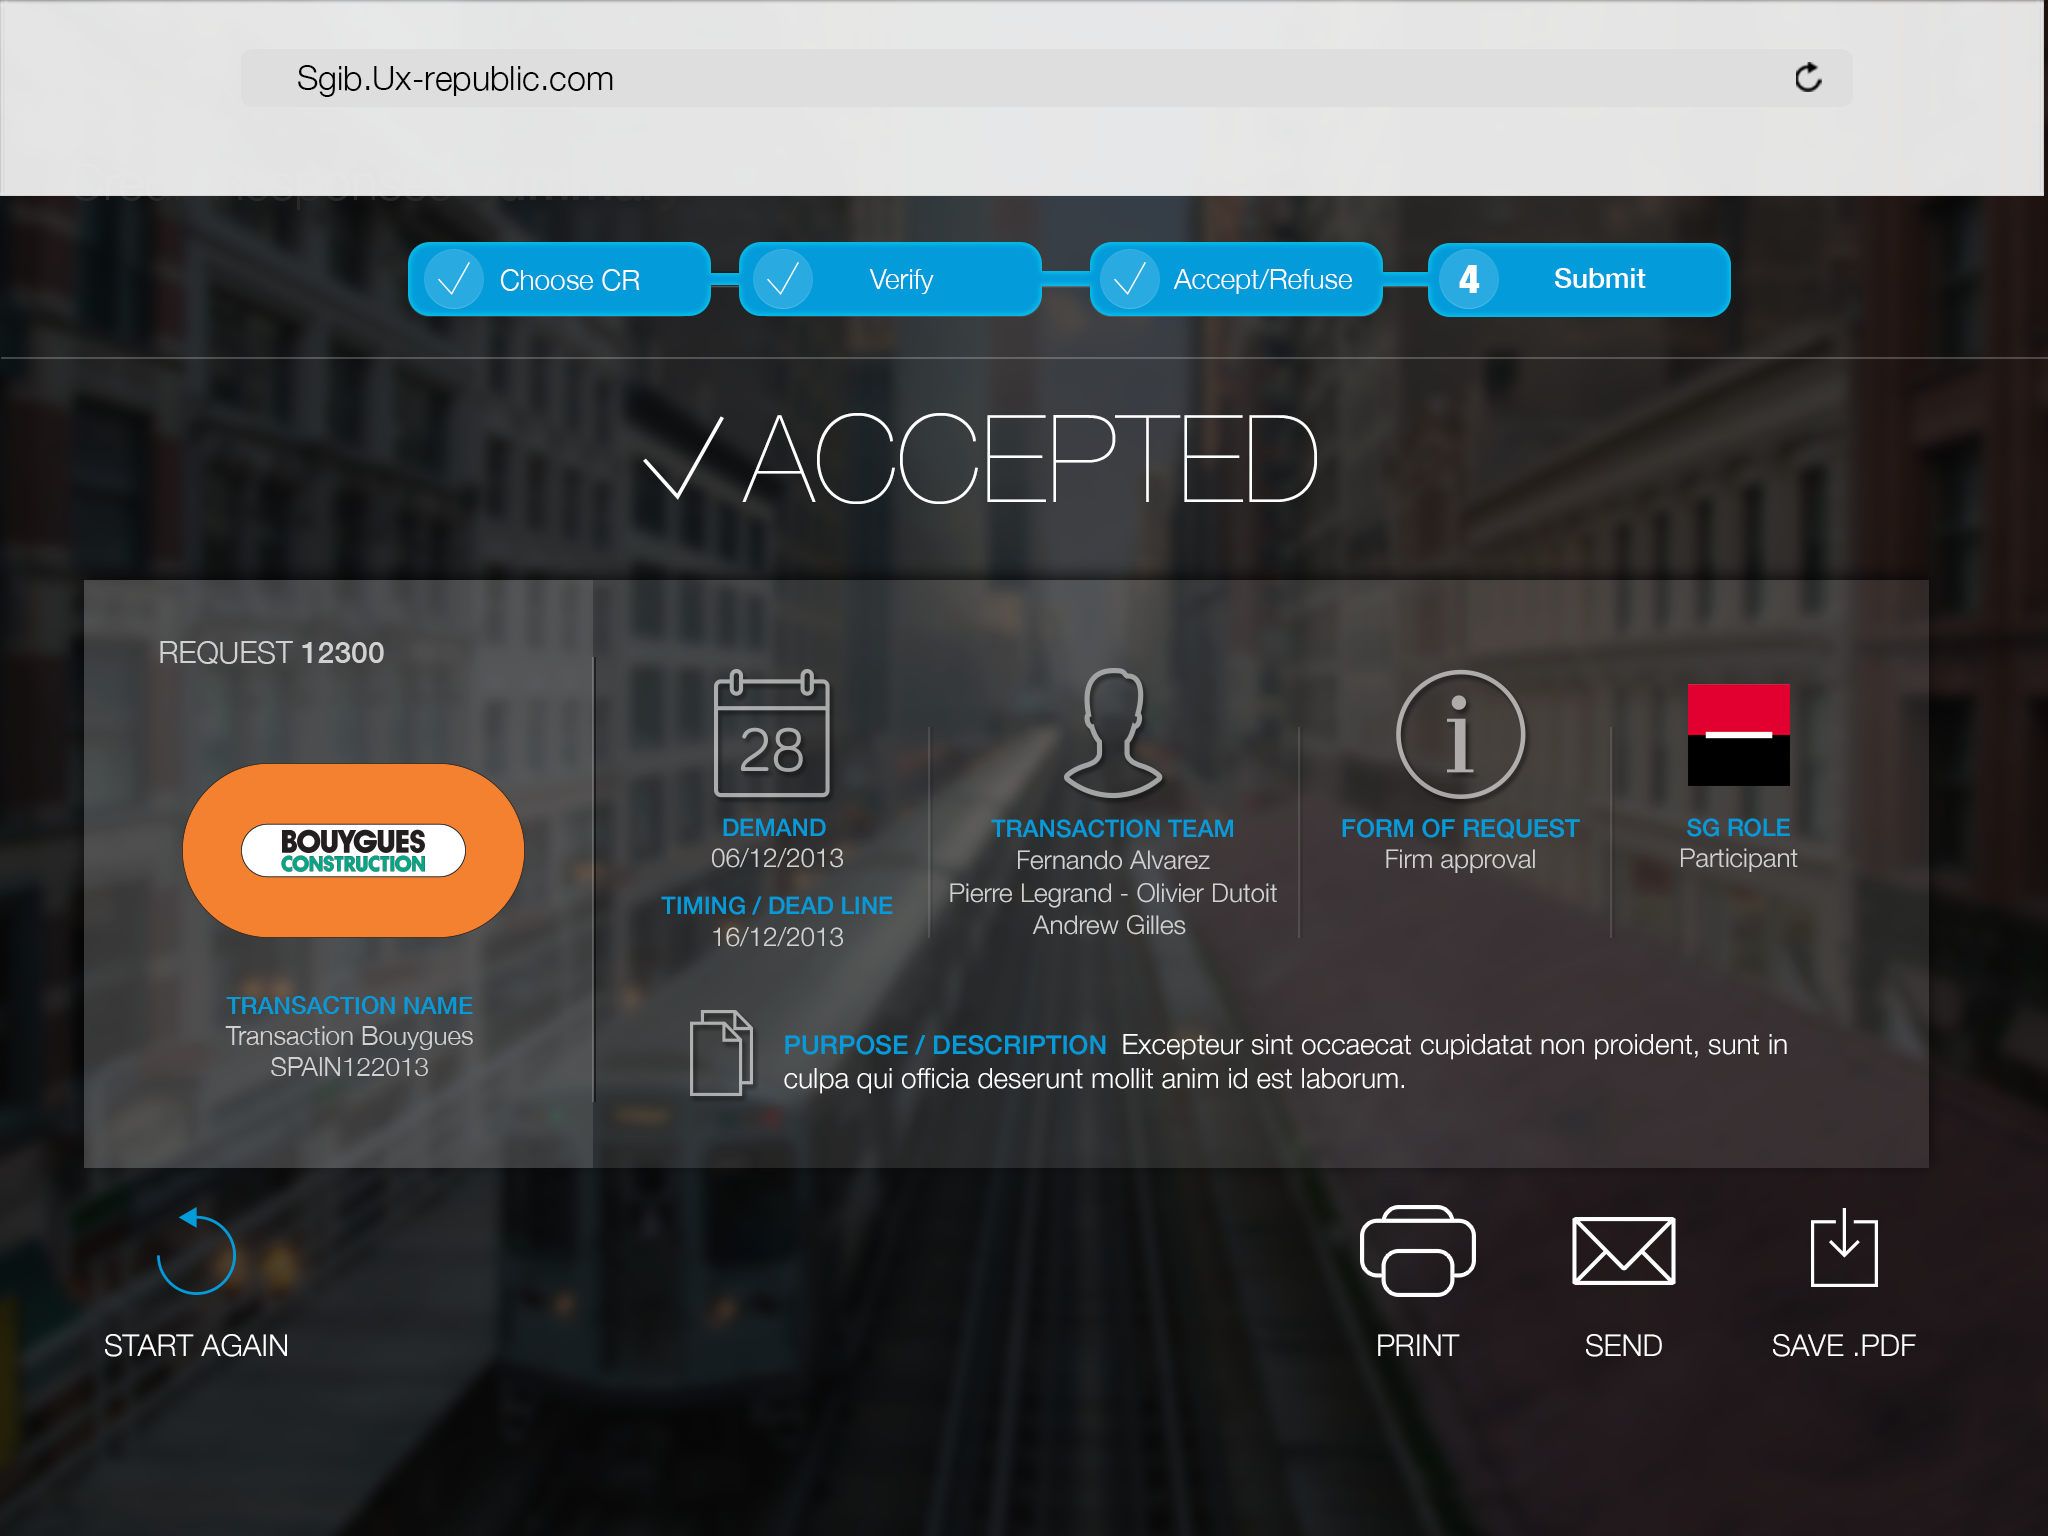 Sgib.Ux-republic.com
Choose CR
Verify
Accept/Refuse
4 Submit
ACCEPTED
REQUEST 12300
BOUYGUES
CONSTRUCTION
TRANSACTION NAME
Transaction Bouygues
SPAIN122013
28
DEMAND
06/12/2013
TIMING / DEAD LINE
16/12/2013
TRANSACTION TEAM
Fernando Alvarez
Pierre Legrand - Olivier Dutoit
Andrew Gilles
i
FORM OF REQUEST
Firm approval
SG ROLE
Participant
PURPOSE / DESCRIPTION Excepteur sint occaecat cupidatat non proident, sunt in
culpa qui officia deserunt mollit anim id est laborum.
START AGAIN
PRINT
SEND
SAVE .PDF